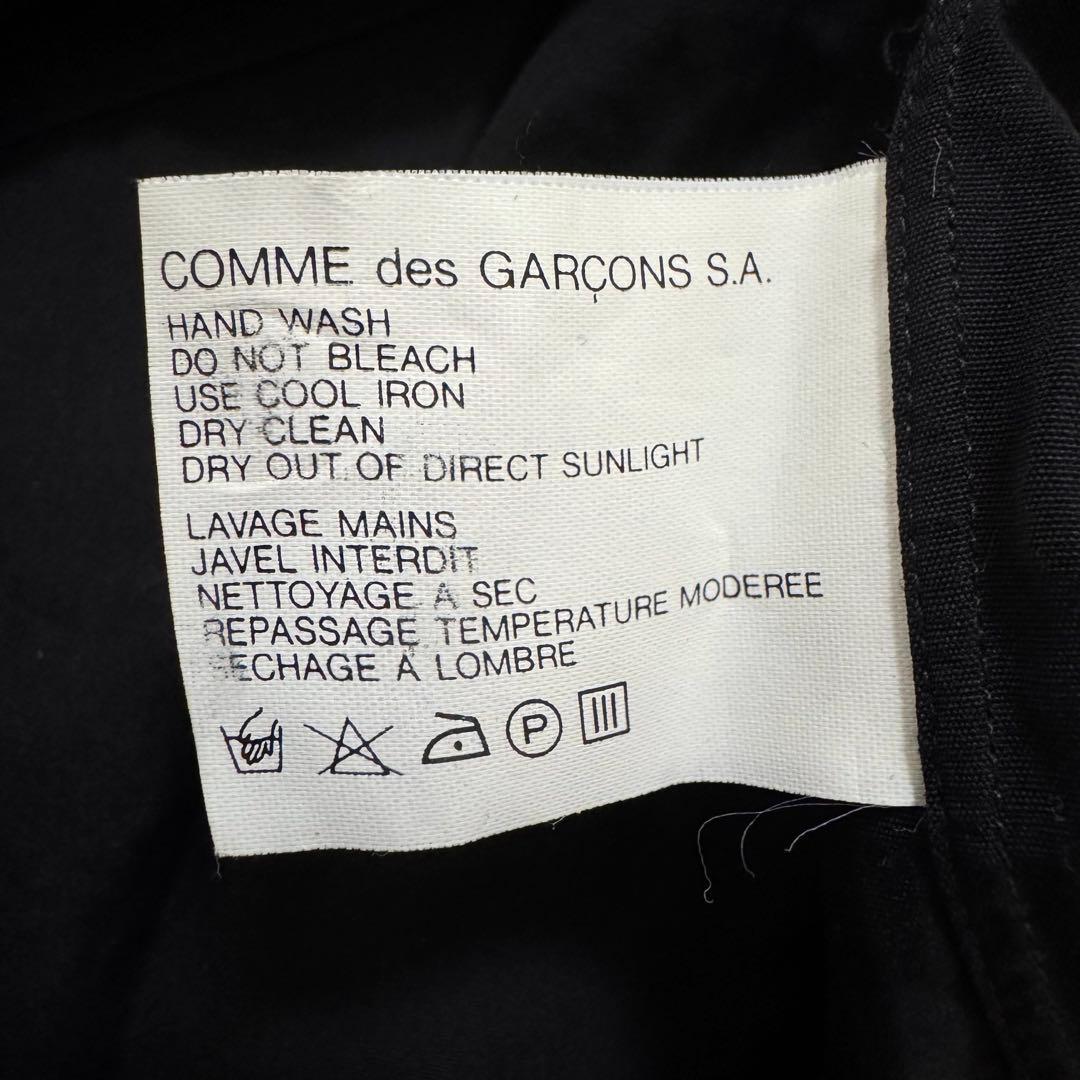 COMME des GARÇONS S.A.
HAND WASH
DO NOT BLEACH
USE COOL IRON
DRY CLEAN
DRY OUT OF DIRECT SUNLIGHT
LAVAGE MAINS
JAVEL INTERDIT
NETTOYAGE A SEC
REPASSAGE TEMPERATURE MODEREE
SECHAGE A LOMBRE
P